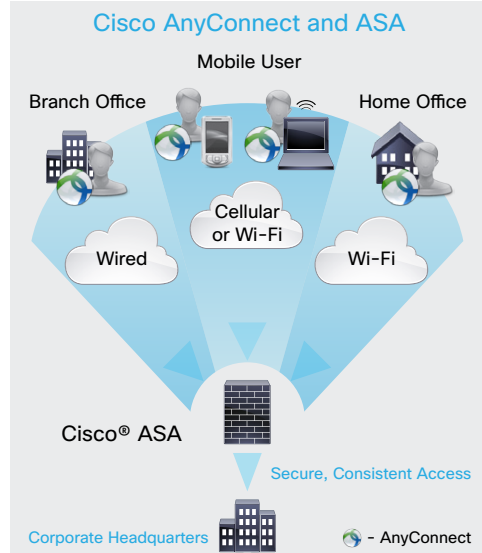 Cisco AnyConnect and ASA
Mobile User
Branch Office
Home Office
Wired
Cellular
or Wi-Fi
Wi-Fi
Cisco® ASA
Secure, Consistent Access
Corporate Headquarters
- AnyConnect